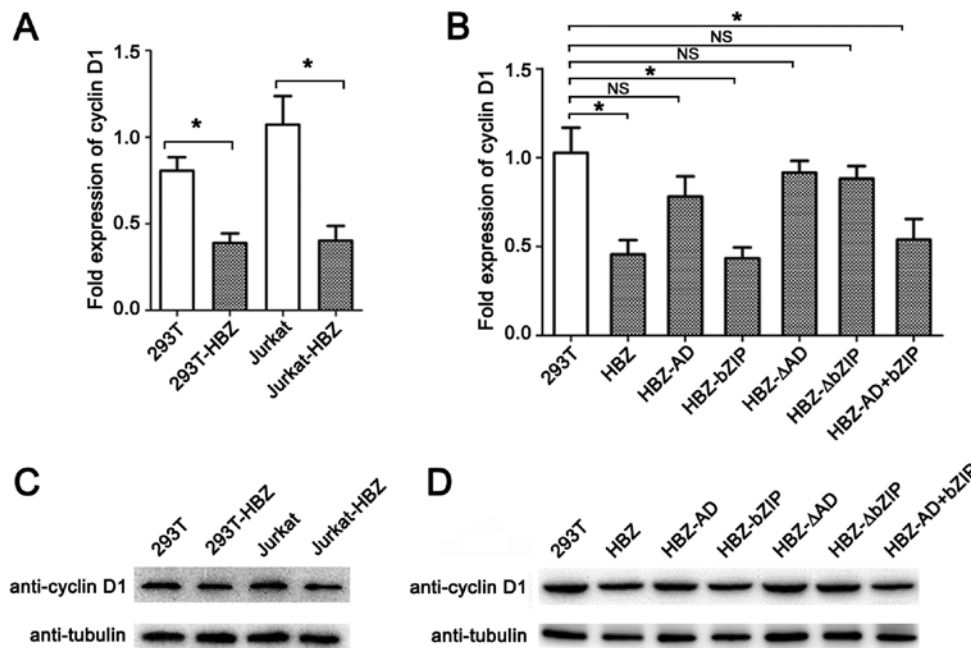 A
Fold expression of cyclin D1
1.5
1.0
0.5
0.0
*
*
293T
293T-HBZ
Jurkat
Jurkat-HBZ
B
Fold expression of cyclin D1
1.5
1.0
0.5
0.0
*
NS
NS
*
NS
*
293T
HBZ
HBZ-AD
HBZ-bZIP
HBZ-ΔAD
HBZ-ΔbZIP
HBZ-AD+bZIP
C
293T
293T-HBZ
Jurkat
Jurkat-HBZ
anti-cyclin D1
anti-tubulin
D
293T
HBZ
HBZ-AD
HBZ-bZIP
HBZ-ΔAD
HBZ-ΔbZIP
HBZ-AD+bZIP
anti-cyclin D1
anti-tubulin